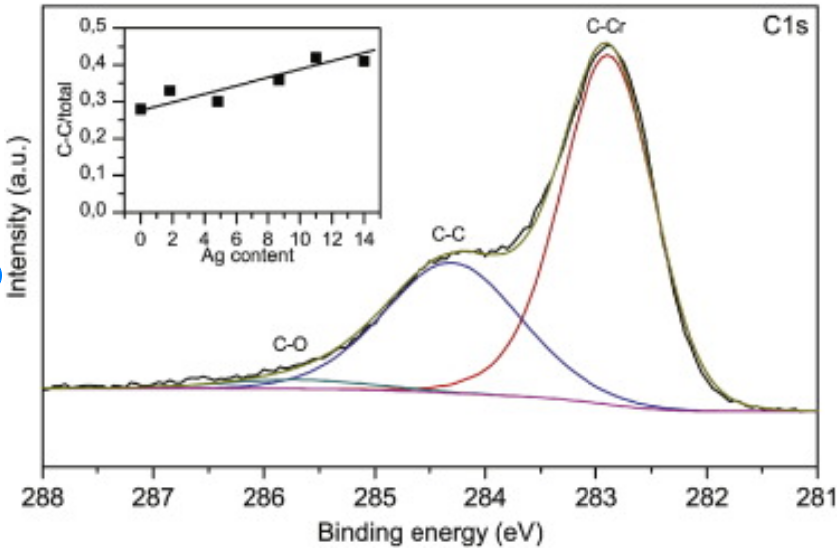 C1s
C-Cr
C-C
C-O
0,5
0,4
0,3
0,2
0,1
0,0
C-C/total
0 2 4 6 8 10 12 14
Ag content
Intensity (a.u.)
288 287 286 285 284 283 282 281
Binding energy (eV)